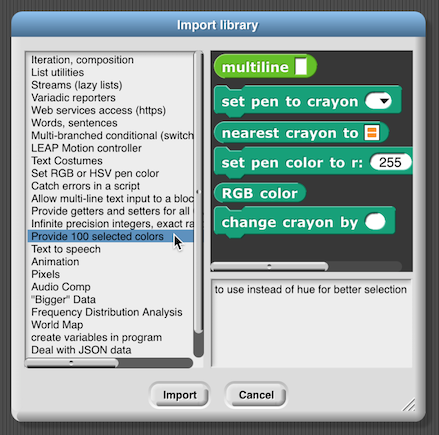 Import library
Iteration, composition
List utilities
Streams (lazy lists)
Variadic reporters
Web services access (https)
Words, sentences
Multi-branched conditional (switch
LEAP Motion controller
Text Costumes
Set RGB or HSV pen color
Catch errors in a script
Allow multi-line text input to a bloc
Provide getters and setters for all
Infinite precision integers, exact ra
Provide 100 selected colors
Text to speech
Animation
Pixels
Audio Comp
"Bigger" Data
Frequency Distribution Analysis
World Map
create variables in program
Deal with JSON data
multiline
set pen to crayon
nearest crayon to
set pen color to r: 255
RGB color
change crayon by
to use instead of hue for better selection
Import
Cancel